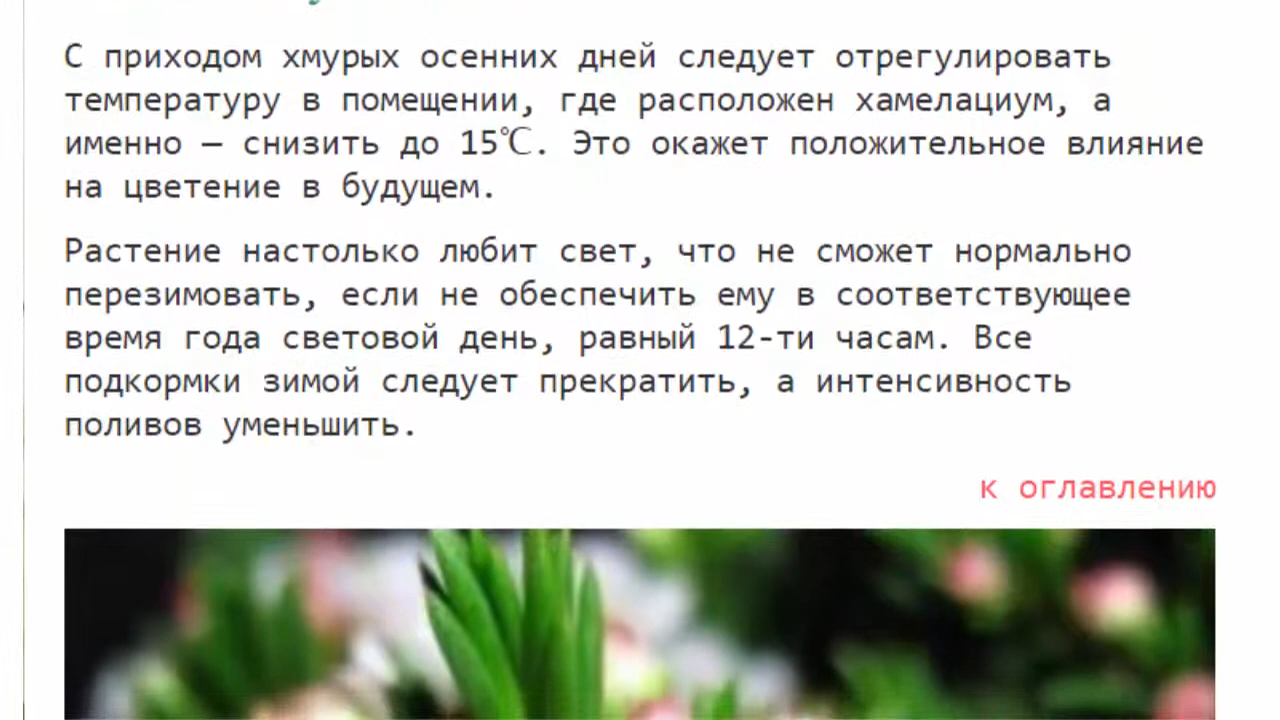 С приходом хмурых осенних дней следует отрегулировать
температуру в помещении, где расположен хамелациум, а
именно — снизить до 15℃. Это окажет положительное влияние
на цветение в будущем.
Растение настолько любит свет, что не сможет нормально
перезимовать, если не обеспечить ему в соответствующее
время года световой день, равный 12-ти часам. Все
подкормки зимой следует прекратить, а интенсивность
поливов уменьшить.
к оглавлению